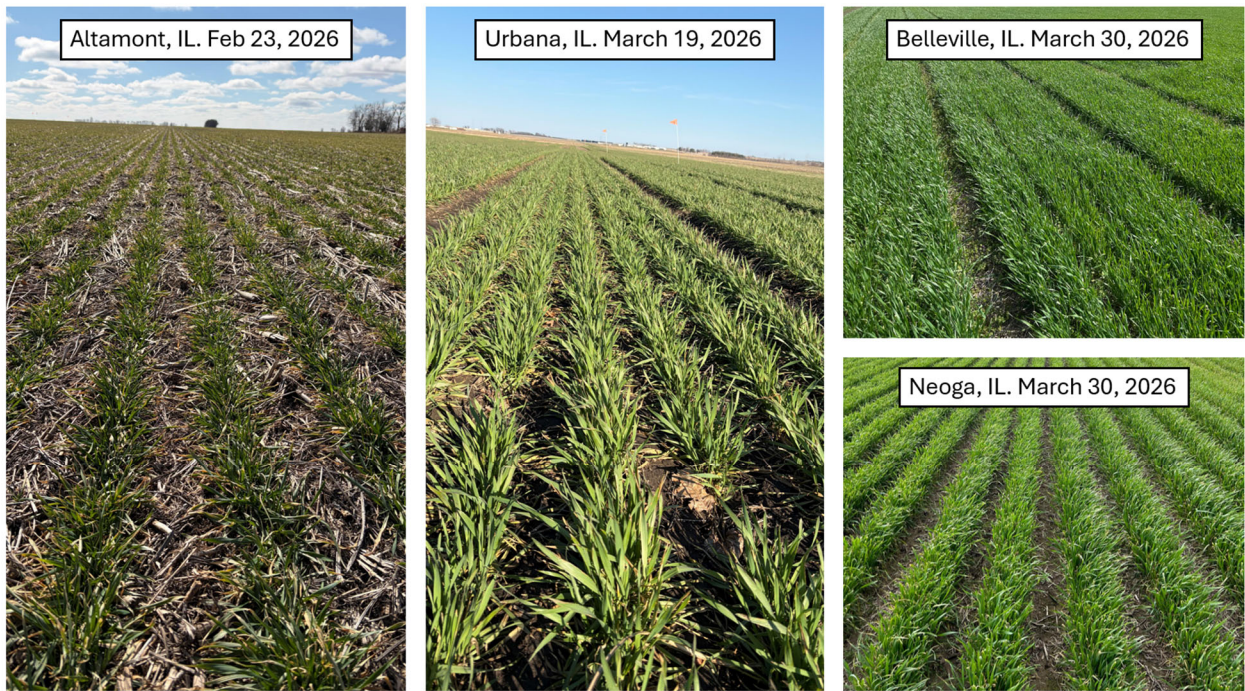 Altamont, IL. Feb 23, 2026
Urbana, IL. March 19, 2026
Belleville, IL. March 30, 2026
Neoga, IL. March 30, 2026